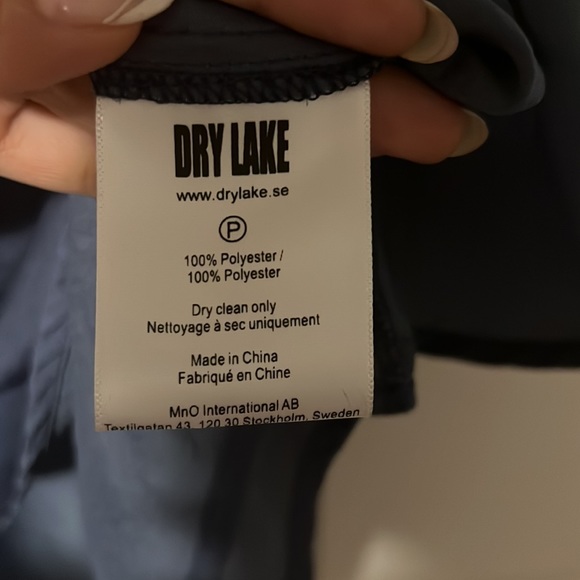 DRY LAKE
www.drylake.se
P
100% Polyester /
100% Polyester
Dry clean only
Nettoyage à sec uniquement
Made in China
Fabriqué en Chine
MnO International AB
Textilgatan 43, 120 30 Stockholm, Sweden